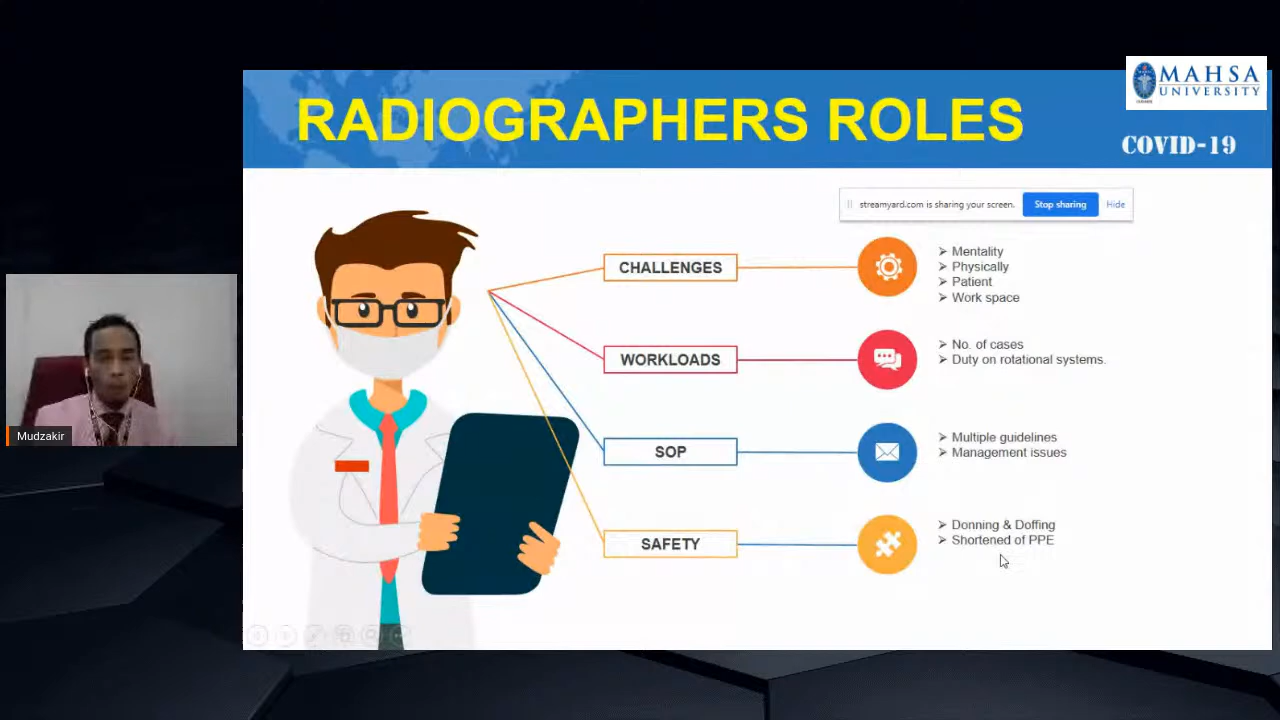 MAHSA
UNIVERSITY
RADIOGRAPHERS ROLES
COVID-19
streamyard.com is sharing your screen.
Stop sharing
Hide
CHALLENGES
➢ Mentality
➢ Physically
➢ Patient
➢ Work space
WORKLOADS
➢ No. of cases
➢ Duty on rotational systems.
SOP
➢ Multiple guidelines
➢ Management issues
SAFETY
➢ Donning & Doffing
➢ Shortened of PPE
Mudzakir